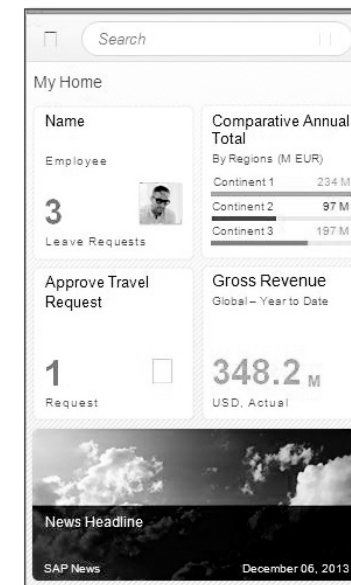 Search
My Home
Name
Employee
3
Leave Requests
Comparative Annual
Total
By Regions (M EUR)
Continent 1 234 M
Continent 2 97 M
Continent 3 197 M
Approve Travel
Request
1
Request
Gross Revenue
Global – Year to Date
348.2 M
USD, Actual
News Headline
SAP News December 06, 2013